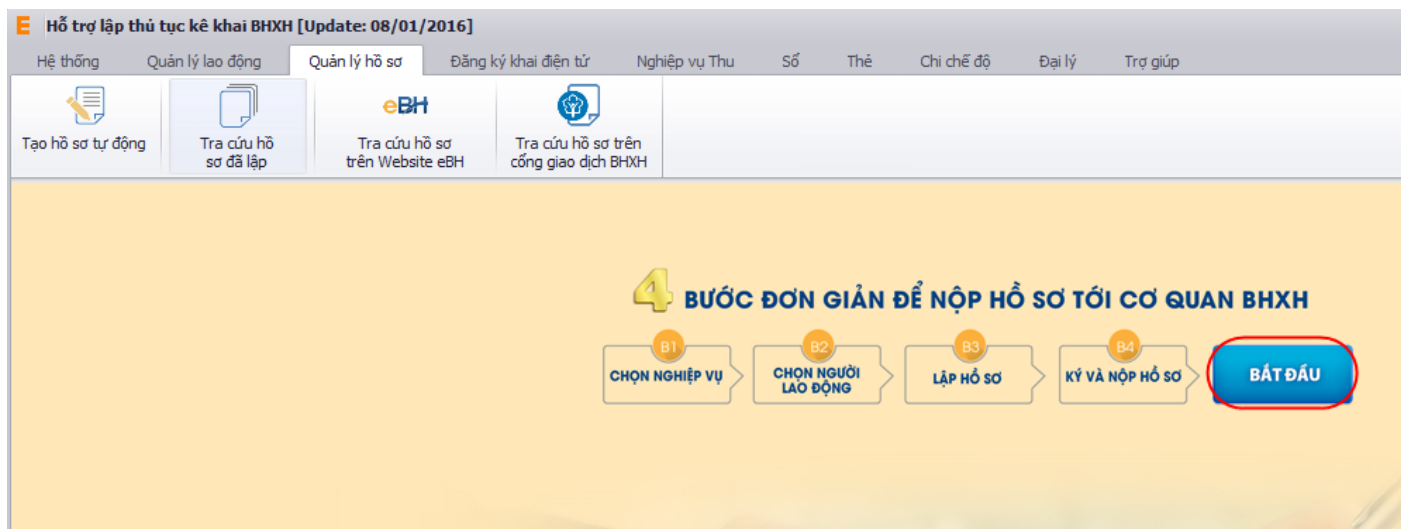 E Hỗ trợ lập thủ tục kê khai BHXH [Update: 08/01/2016]
Hệ thống Quản lý lao động Quản lý hồ sơ Đăng ký khai điện tử Nghiệp vụ Thu Sổ Thẻ Chi chế độ Đại lý Trợ giúp
eBH
Tạo hồ sơ tự động Tra cứu hồ Tra cứu hồ sơ Tra cứu hồ sơ trên
sơ đã lập trên Website eBH cổng giao dịch BHXH
4 BƯỚC ĐƠN GIẢN ĐỂ NỘP HỒ SƠ TỚI CƠ QUAN BHXH
B1 B2 B3 B4
CHỌN NGHIỆP VỤ CHỌN NGƯỜI LẬP HỒ SƠ KÝ VÀ NỘP HỒ SƠ BẮT ĐẦU
LAO ĐỘNG